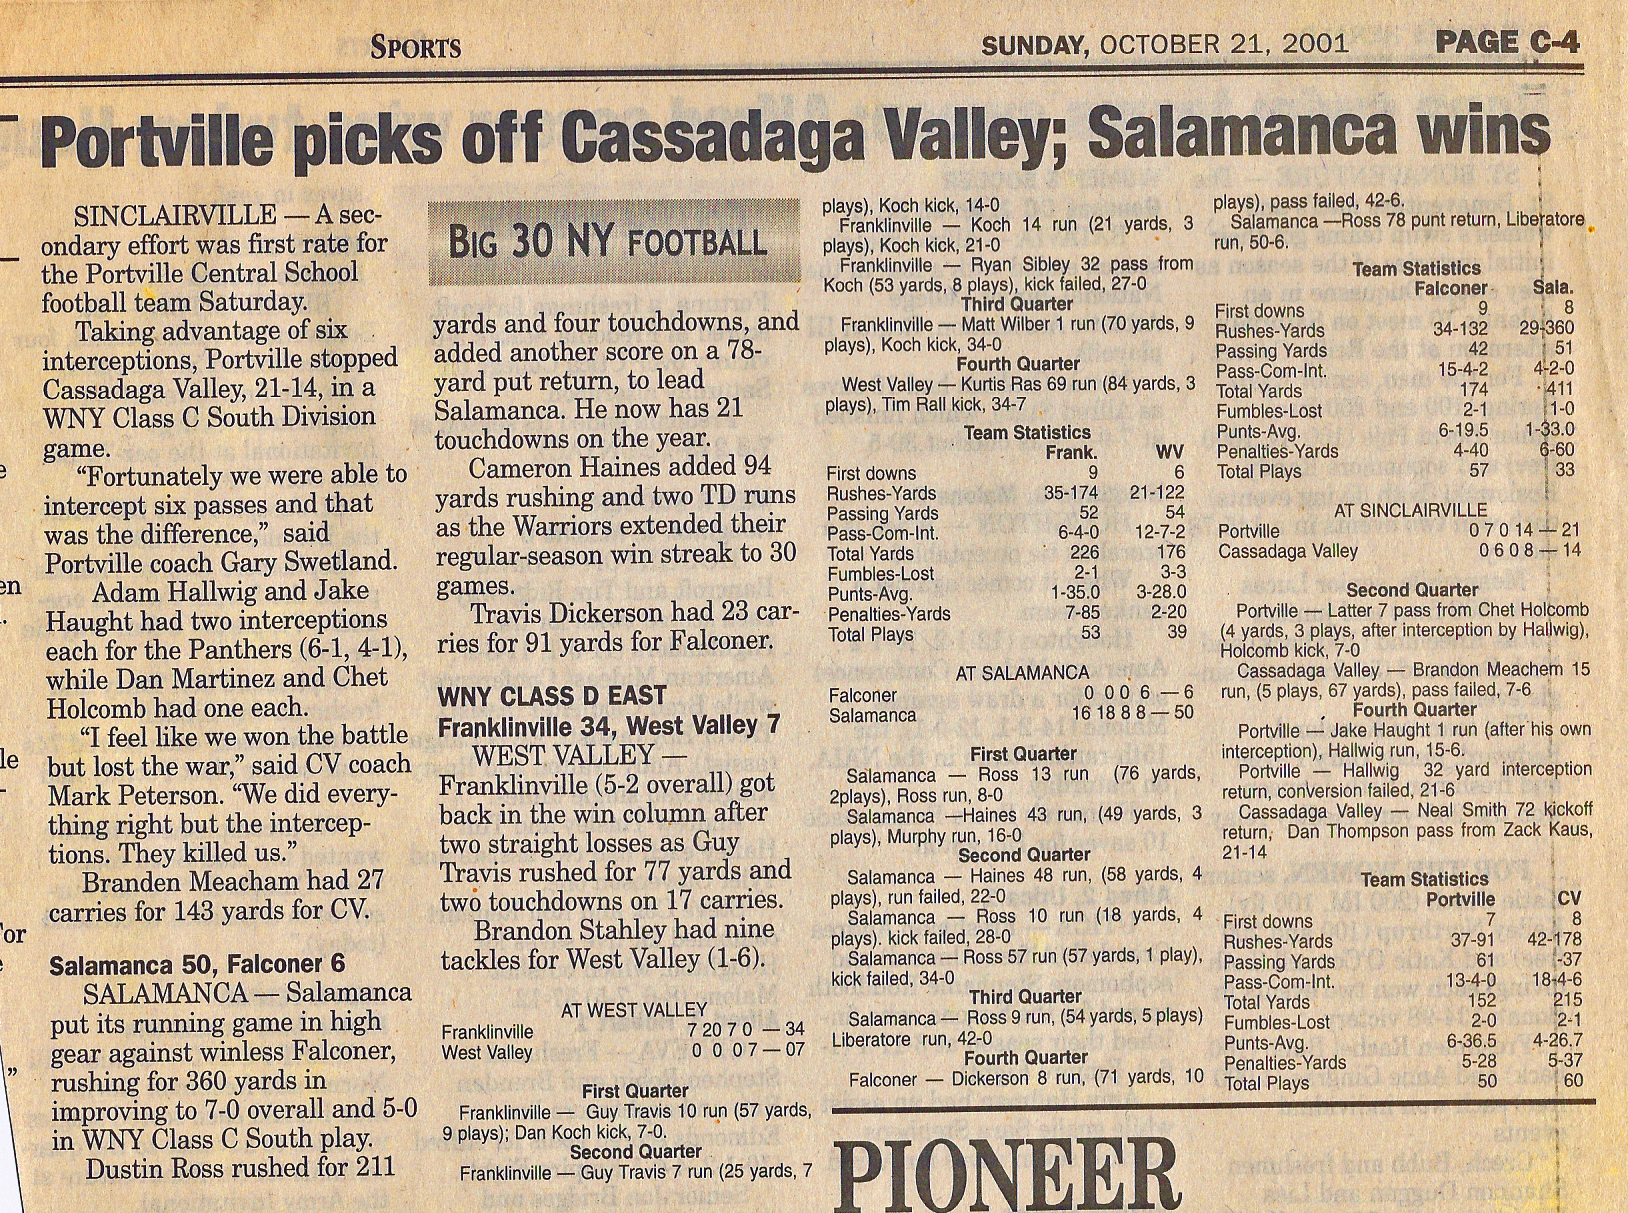 SPORTS
SUNDAY, OCTOBER 21, 2001 PAGE C-4
Portville picks off Cassadaga Valley; Salamanca wins
SINCLAIRVILLE — A sec-
ondary effort was first rate for
the Portville Central School
football team Saturday.
Taking advantage of six
interceptions, Portville stopped
Cassadaga Valley, 21-14, in a
WNY Class C South Division
game.
“Fortunately we were able to
intercept six passes and that
was the difference,” said
Portville coach Gary Swetland.
Adam Hallwig and Jake
Haught had two interceptions
each for the Panthers (6-1, 4-1),
while Dan Martinez and Chet
Holcomb had one each.
“I feel like we won the battle
but lost the war,” said CV coach
Mark Peterson. “We did every-
thing right but the intercep-
tions. They killed us.”
Branden Meacham had 27
carries for 143 yards for CV.
Salamanca 50, Falconer 6
SALAMANCA — Salamanca
put its running game in high
gear against winless Falconer,
rushing for 360 yards in
improving to 7-0 overall and 5-0
in WNY Class C South play.
Dustin Ross rushed for 211
BIG 30 NY FOOTBALL
yards and four touchdowns, and
added another score on a 78-
yard put return, to lead
Salamanca. He now has 21
touchdowns on the year.
Cameron Haines added 94
yards rushing and two TD runs
as the Warriors extended their
regular-season win streak to 30
games.
Travis Dickerson had 23 car-
ries for 91 yards for Falconer.
WNY CLASS D EAST
Franklinville 34, West Valley 7
WEST VALLEY —
Franklinville (5-2 overall) got
back in the win column after
two straight losses as Guy
Travis rushed for 77 yards and
two touchdowns on 17 carries.
Brandon Stahley had nine
tackles for West Valley (1-6).
AT WEST VALLEY
Franklinville 7 20 7 0 — 34
West Valley 0 0 0 7 — 07
First Quarter
Franklinville — Guy Travis 10 run (57 yards,
9 plays); Dan Koch kick, 7-0.
Second Quarter
Franklinville — Guy Travis 7 run (25 yards, 7
plays), Koch kick, 14-0
Franklinville — Koch 14 run (21 yards, 3
plays), Koch kick, 21-0
Franklinville — Ryan Sibley 32 pass from
Koch (53 yards, 8 plays), kick failed, 27-0
Third Quarter
Franklinville — Matt Wilber 1 run (70 yards, 9
plays), Koch kick, 34-0
Fourth Quarter
West Valley — Kurtis Ras 69 run (84 yards, 3
plays), Tim Rall kick, 34-7
Team Statistics
Frank. WV
First downs 9 6
Rushes-Yards 35-174 21-122
Passing Yards 52 54
Pass-Com-Int. 6-4-0 12-7-2
Total Yards 226 176
Fumbles-Lost 2-1 3-3
Punts-Avg. 1-35.0 3-28.0
Penalties-Yards 7-85 2-20
Total Plays 53 39
AT SALAMANCA
Falconer 0 0 0 6 — 6
Salamanca 16 18 8 8 — 50
First Quarter
Salamanca — Ross 13 run (76 yards,
2plays), Ross run, 8-0
Salamanca —Haines 43 run, (49 yards, 3
plays), Murphy run, 16-0
Second Quarter
Salamanca — Haines 48 run, (58 yards, 4
plays), run failed, 22-0
Salamanca — Ross 10 run (18 yards, 4
plays). kick failed, 28-0
Salamanca — Ross 57 run (57 yards, 1 play),
kick failed, 34-0
Third Quarter
Salamanca — Ross 9 run, (54 yards, 5 plays)
Liberatore run, 42-0
Fourth Quarter
Falconer — Dickerson 8 run, (71 yards, 10
plays), pass failed, 42-6.
Salamanca —Ross 78 punt return, Liberatore
run, 50-6.
Team Statistics
Falconer Sala.
First downs 9 8
Rushes-Yards 34-132 29-360
Passing Yards 42 51
Pass-Com-Int. 15-4-2 4-2-0
Total Yards 174 411
Fumbles-Lost 2-1 1-0
Punts-Avg. 6-19.5 1-33.0
Penalties-Yards 4-40 6-60
Total Plays 57 33
AT SINCLAIRVILLE
Portville 0 7 0 14 — 21
Cassadaga Valley 0 6 0 8 — 14
Second Quarter
Portville — Latter 7 pass from Chet Holcomb
(4 yards, 3 plays, after interception by Hallwig),
Holcomb kick, 7-0
Cassadaga Valley — Brandon Meachem 15
run, (5 plays, 67 yards), pass failed, 7-6
Fourth Quarter
Portville — Jake Haught 1 run (after his own
interception), Hallwig run, 15-6.
Portville — Hallwig 32 yard interception
return, conversion failed, 21-6
Cassadaga Valley — Neal Smith 72 kickoff
return, Dan Thompson pass from Zack Kaus,
21-14
Team Statistics
Portville CV
First downs 7 8
Rushes-Yards 37-91 42-178
Passing Yards 61 37
Pass-Com-Int. 13-4-0 18-4-6
Total Yards 152 215
Fumbles-Lost 2-0 2-1
Punts-Avg. 6-36.5 4-26.7
Penalties-Yards 5-28 5-37
Total Plays 50 60
PIONEER